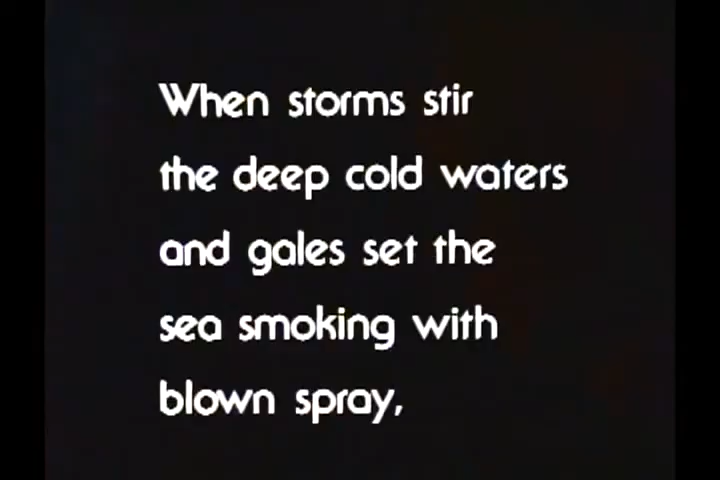 When storms stir
the deep cold waters
and gales set the
sea smoking with
blown spray,